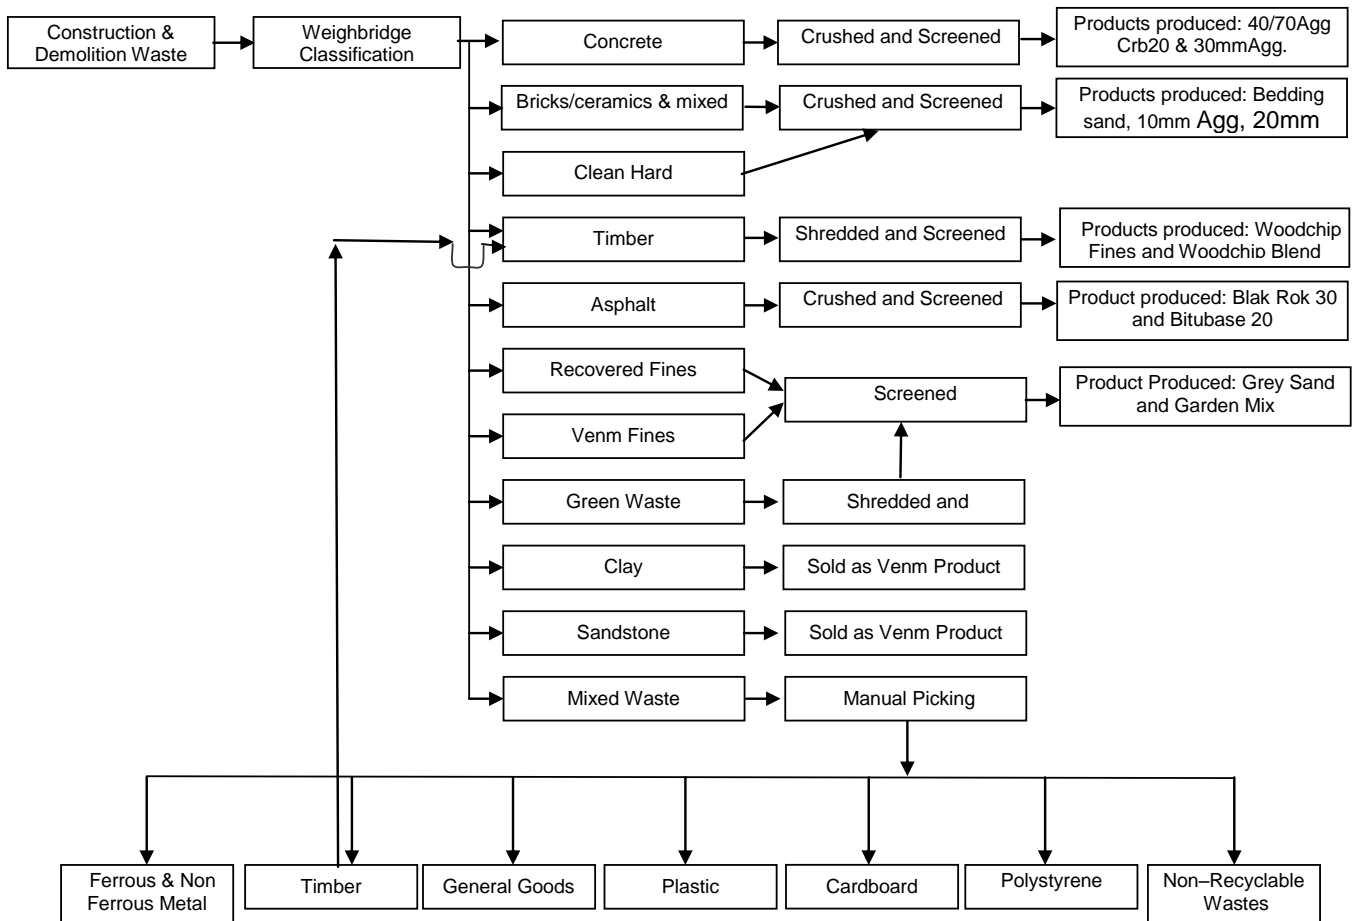 Construction &
Demolition Waste
Weighbridge
Classification
Concrete
Crushed and Screened
Products produced: 40/70Agg
Crb20 & 30mmAgg.
Bricks/ceramics & mixed
Crushed and Screened
Products produced: Bedding
sand, 10mm Agg, 20mm
Clean Hard
Timber
Shredded and Screened
Products produced: Woodchip
Fines and Woodchip Blend
Asphalt
Crushed and Screened
Product produced: Blak Rok 30
and Bitubase 20
Recovered Fines
Screened
Product Produced: Grey Sand
and Garden Mix
Venm Fines
Green Waste
Shredded and
Clay
Sold as Venm Product
Sandstone
Sold as Venm Product
Mixed Waste
Manual Picking
Ferrous & Non
Ferrous Metal
Timber
General Goods
Plastic
Cardboard
Polystyrene
Non–Recyclable
Wastes